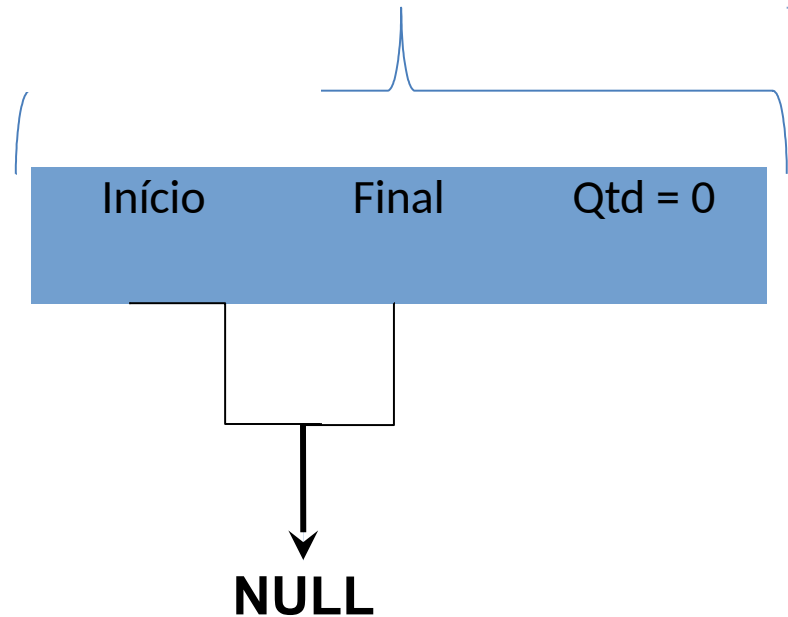 Início Final Qtd = 0
NULL